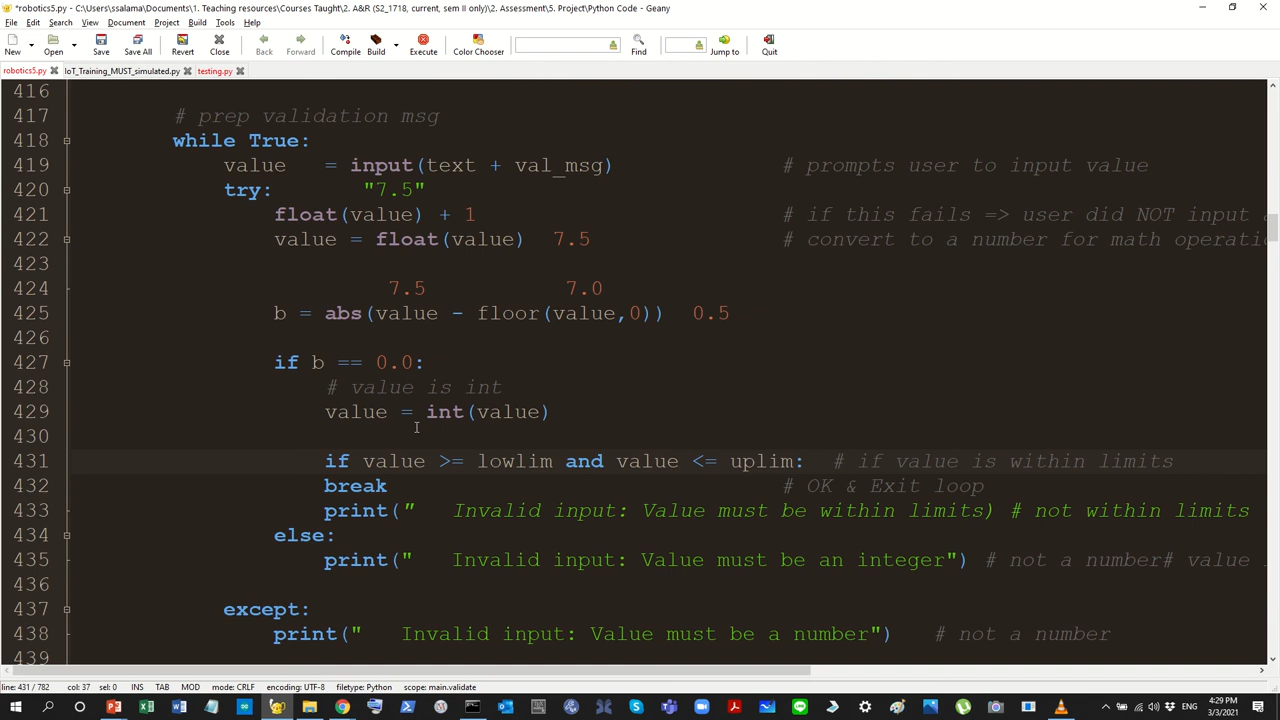 *robotics5.py - C:\Users\ssalama\Documents\1. Teaching resources\Courses Taught\2. A&R (S2_1718, current, sem II only)\2. Assessment\5. Project\Python Code - Geany
File Edit Search View Document Project Build Tools Help
New Open Save Save All Revert Close Back Forward Compile Build Execute Color Chooser Find Jump to Quit
robotics5.py IoT_Training_MUST_simulated.py testing.py
416
417 # prep validation msg
418 while True:
419 value = input(text + val_msg) # prompts user to input value
420 try: "7.5"
421 float(value) + 1 # if this fails => user did NOT input
422 value = float(value) 7.5 # convert to a number for math operatio
423
424 7.5 7.0
425 b = abs(value - floor(value,0)) 0.5
426
427 if b == 0.0:
428 # value is int
429 value = int(value)
430
431 if value >= lowlim and value <= uplim: # if value is within limits
432 break # OK & Exit loop
433 print(" Invalid input: Value must be within limits) # not within limits
434 else:
435 print(" Invalid input: Value must be an integer") # not a number# value
436
437 except:
438 print(" Invalid input: Value must be a number") # not a number
439
line: 431 / 782 col: 37 sel: 0 INS TAB MOD mode: CRLF encoding: UTF-8 filetype: Python scope: main.validate
4:29 PM
3/3/2021